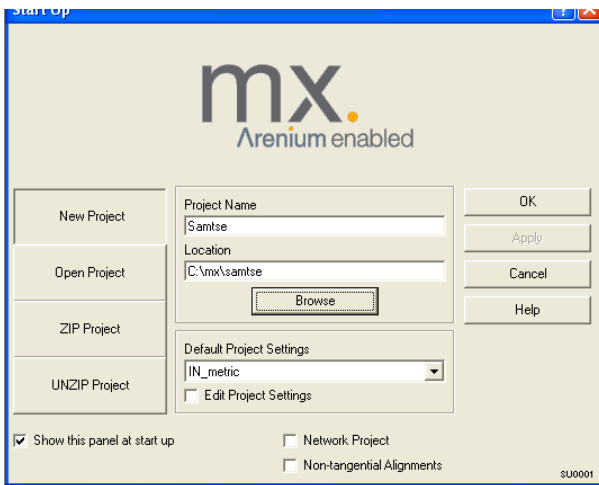 Start Up
mx.
Arenium enabled
New Project
Open Project
ZIP Project
UNZIP Project
Project Name
Samtse
Location
C:\mx\samtse
Browse
Default Project Settings
IN_metric
Edit Project Settings
OK
Apply
Cancel
Help
Show this panel at start up
Network Project
Non-tangential Alignments
SU0001